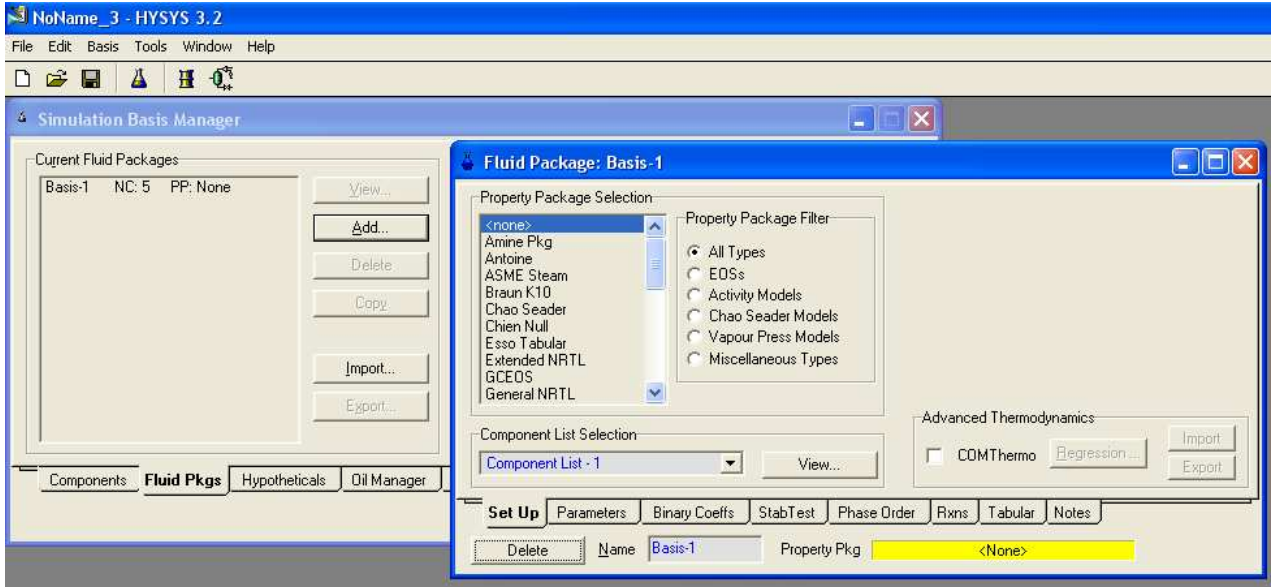 NoName_3 - HYSYS 3.2
File Edit Basis Tools Window Help
Simulation Basis Manager
Current Fluid Packages
Basis-1 NC: 5 PP: None
View...
Add...
Delete
Copy
Import...
Export...
Components Fluid Pkgs Hypotheticals Oil Manager
Fluid Package: Basis-1
Property Package Selection
<none>
Amine Pkg
Antoine
ASME Steam
Braun K10
Chao Seader
Chien Null
Esso Tabular
Extended NRTL
GCEOS
General NRTL
Property Package Filter
All Types
EOSs
Activity Models
Chao Seader Models
Vapour Press Models
Miscellaneous Types
Component List Selection
Component List - 1 View...
Advanced Thermodynamics
COMThermo Regression... Import
Export
Set Up Parameters Binary Coeffs StabTest Phase Order Rxns Tabular Notes
Delete Name Basis-1 Property Pkg <None>